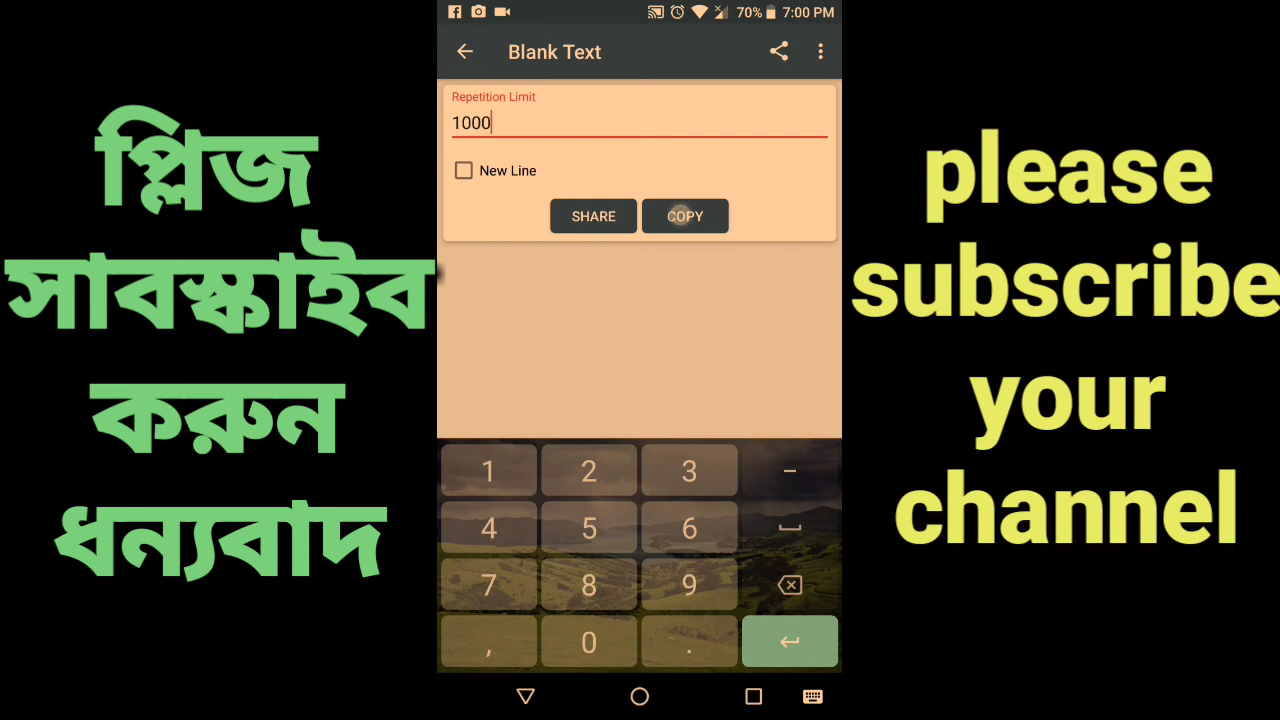 প্লিজ
সাবস্কাইব
করুন
ধন্যবাদ
70% 7:00 PM
Blank Text
Repetition Limit
1000
New Line
SHARE COPY
1 2 3 -
4 5 6
7 8 9
, 0 .
please
subscribe
your
channel